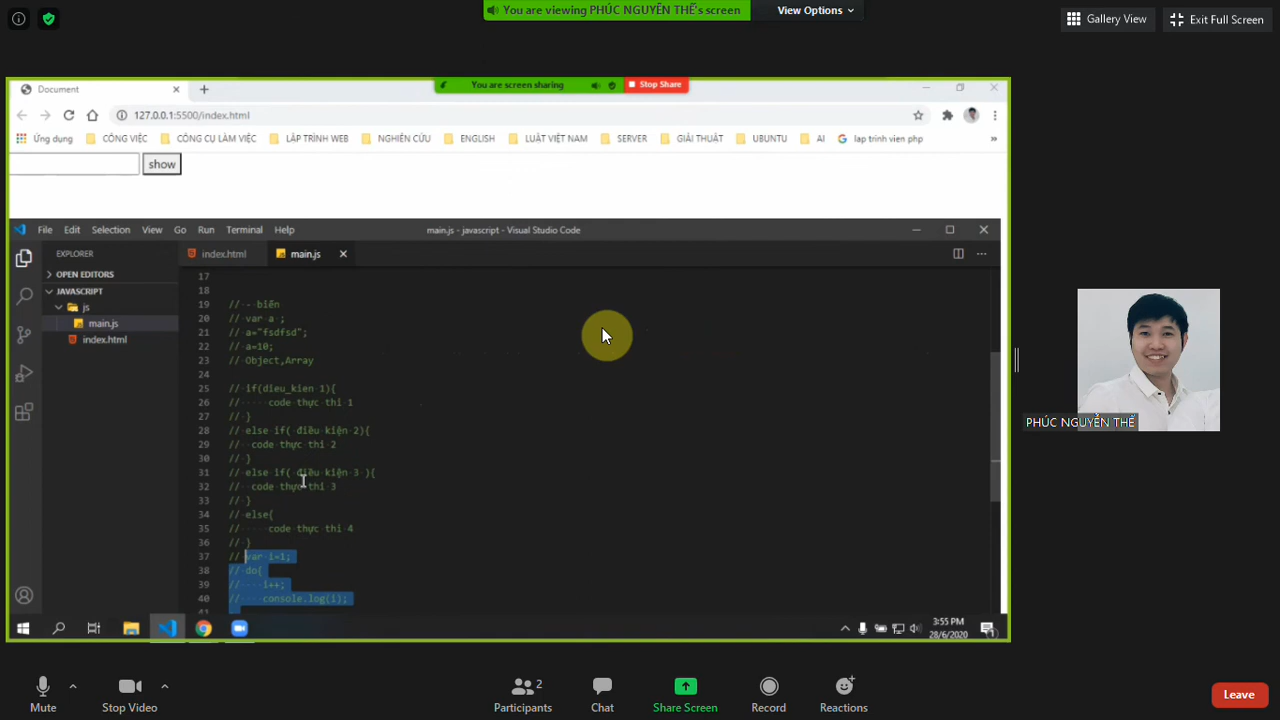 You are viewing PHÚC NGUYỄN THẾ's screen
View Options
Gallery View
Exit Full Screen
Document
You are screen sharing
Stop Share
127.0.0.1:5500/index.html
Ứng dụng
CÔNG VIỆC
CÔNG CỤ LÀM VIỆC
LẬP TRÌNH WEB
NGHIÊN CỨU
ENGLISH
LUẬT VIỆT NAM
SERVER
GIẢI THUẬT
UBUNTU
AI
lap trinh vien php
»
show
File Edit Selection View Go Run Terminal Help
main.js - javascript - Visual Studio Code
EXPLORER
index.html
main.js
OPEN EDITORS
JAVASCRIPT
js
main.js
index.html
17
18
19 // - biến
20 // var a ;
21 // a="fsdfsd";
22 // a=10;
23 // Object,Array
24
25 // if(dieu_kien 1){
26 // code thực thi 1
27 // }
28 // else if( điều kiện 2){
29 // code thực thi 2
30 // }
31 // else if( điều kiện 3 ){
32 // code thực thi 3
33 // }
34 // else{
35 // code thực thi 4
36 // }
37 // var i=1;
38 // do{
39 // i++;
40 // console.log(i);
41
3:55 PM
28/6/2020
1
PHÚC NGUYỄN THẾ
Mute
Stop Video
2
Participants
Chat
Share Screen
Record
Reactions
Leave